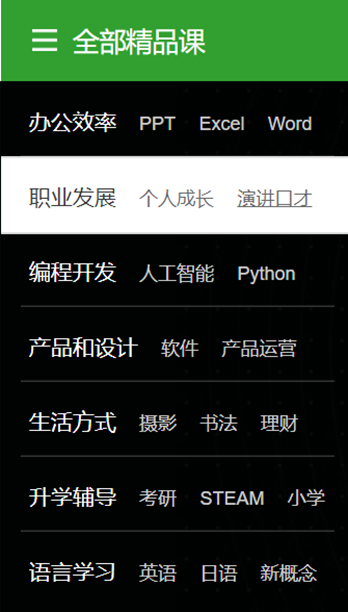 全部精品课
办公效率 PPT Excel Word
职业发展 个人成长 演讲口才
编程开发 人工智能 Python
产品和设计 软件 产品运营
生活方式 摄影 书法 理财
升学辅导 考研 STEAM 小学
语言学习 英语 日语 新概念